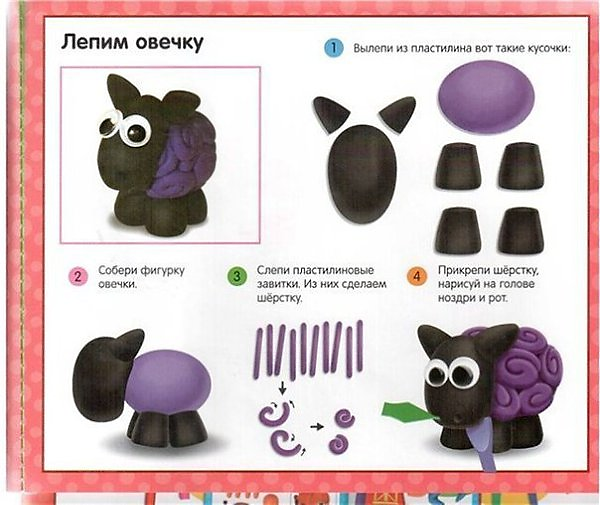 Лепим овечку
1 Вылепи из пластилина вот такие кусочки:
2 Собери фигурку
овечки.
3 Слепи пластилиновые
завитки. Из них сделаем
шёрстку.
4 Прикрепи шёрстку,
нарисуй на голове
ноздри и рот.